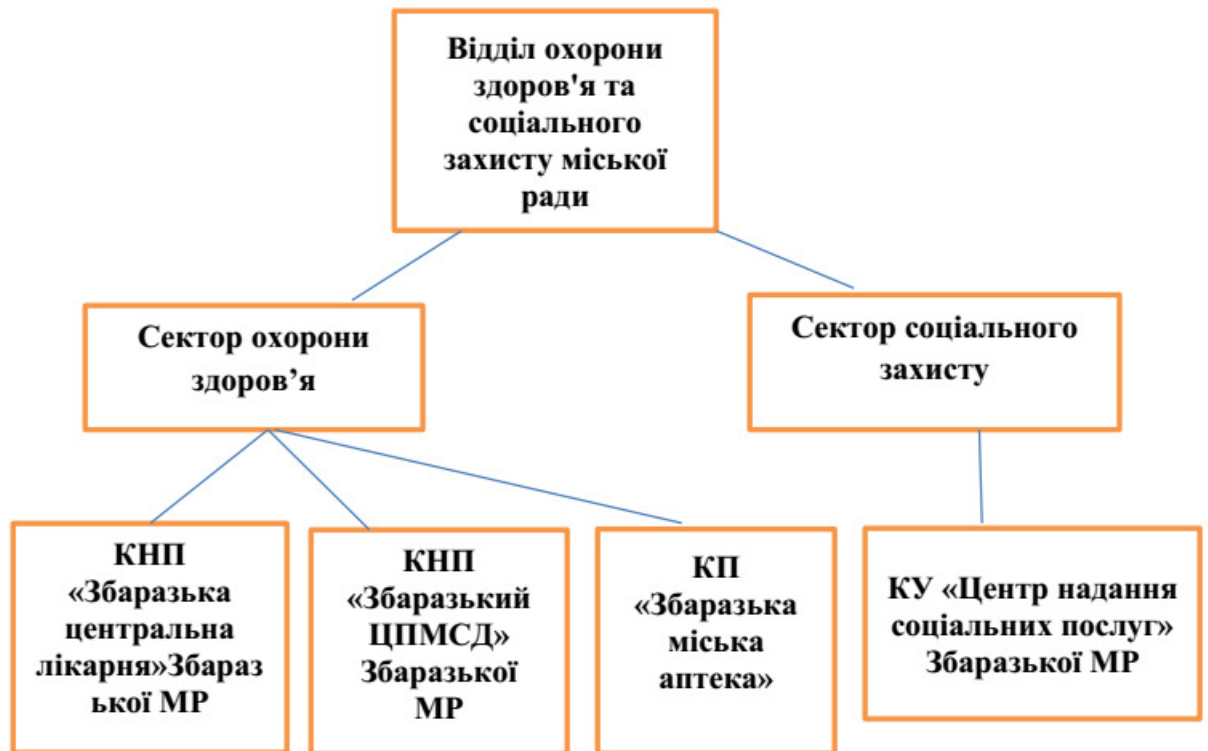 Відділ охорони
здоров'я та
соціального
захисту міської
ради
Сектор охорони
здоров’я
Сектор соціального
захисту
КНП
«Збаразька
центральна
лікарня»Збараз
ької МР
КНП
«Збаразький
ЦПМСД»
Збаразької
МР
КП
«Збаразька
міська
аптека»
КУ «Центр надання
соціальних послуг»
Збаразької МР